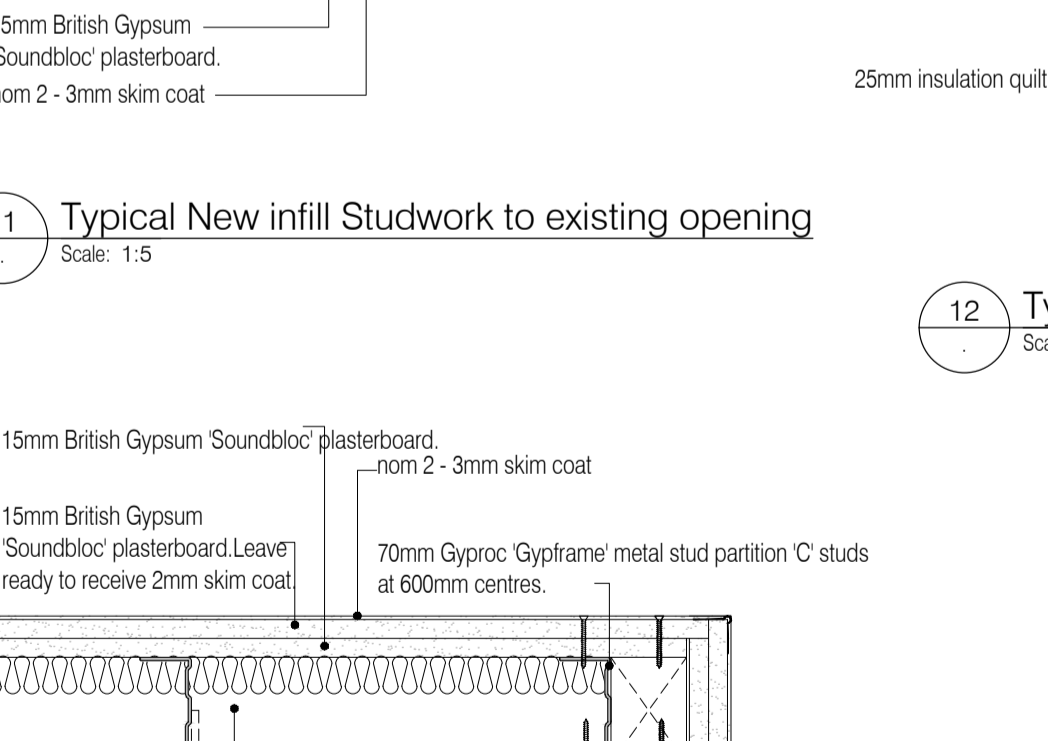 5mm British Gypsum
Soundbloc' plasterboard.
nom 2 - 3mm skim coat
25mm insulation quilt
1
Typical New infill Studwork to existing opening
.
Scale: 1:5
12
.
15mm British Gypsum 'Soundbloc' plasterboard.
nom 2 - 3mm skim coat
15mm British Gypsum
'Soundbloc' plasterboard.Leave
ready to receive 2mm skim coat.
70mm Gyproc 'Gypframe' metal stud partition 'C' studs
at 600mm centres.